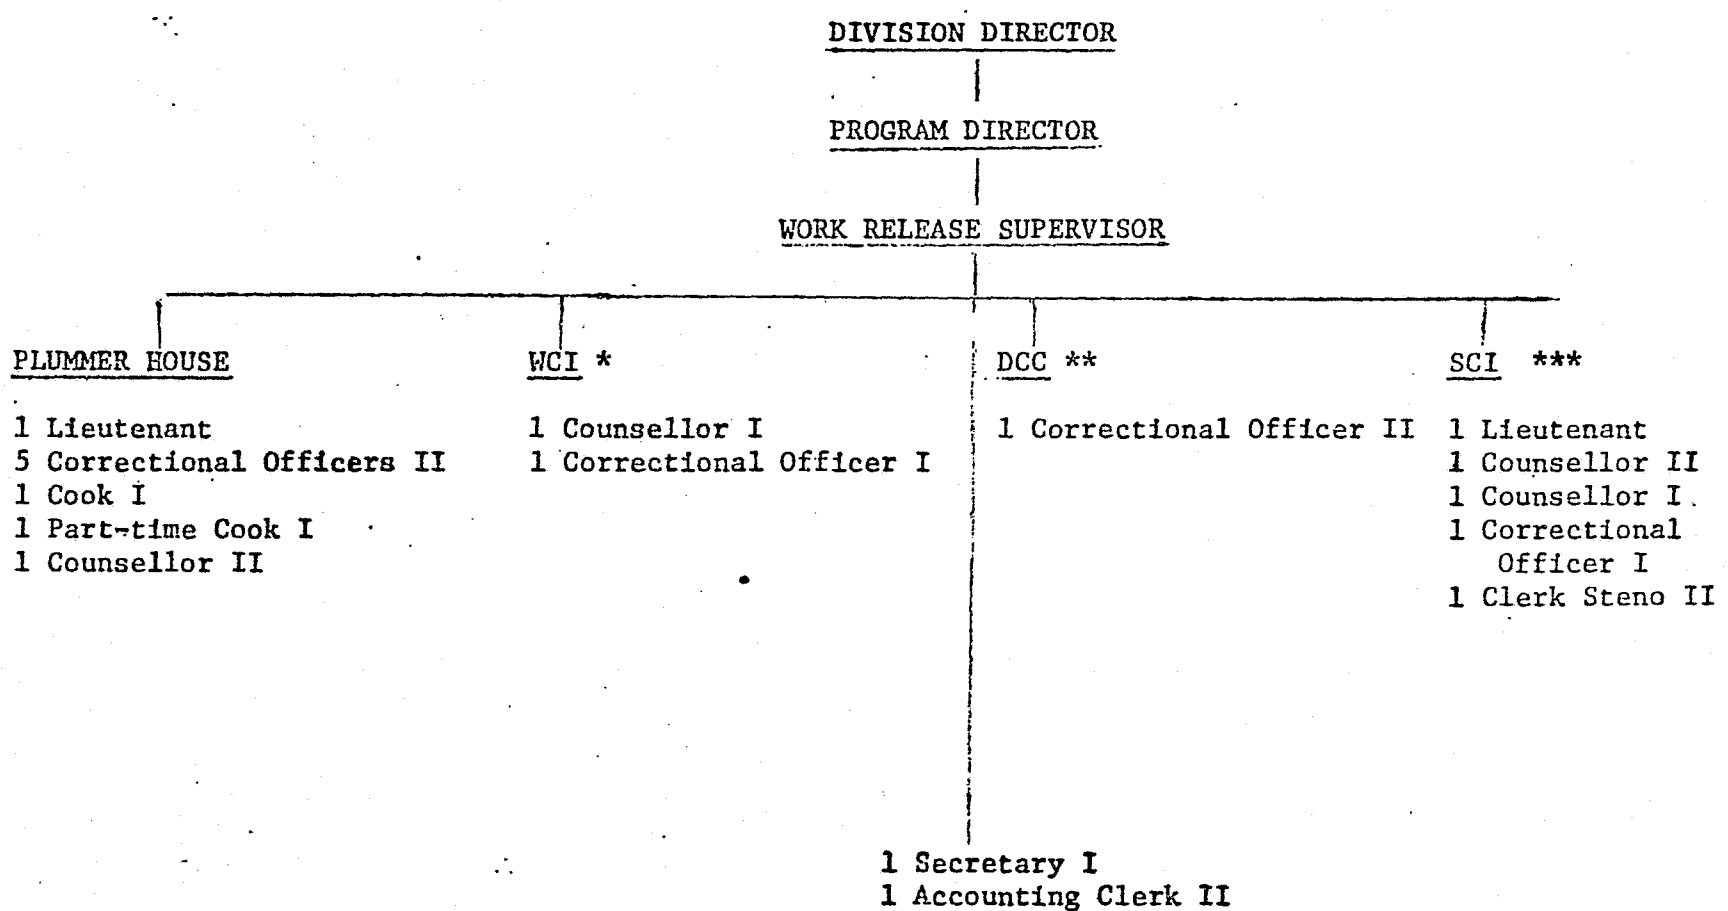 DIVISION DIRECTOR
PROGRAM DIRECTOR
WORK RELEASE SUPERVISOR
PLUMMER HOUSE
1 Lieutenant
5 Correctional Officers II
1 Cook I
1 Part-time Cook I
1 Counsellor II
WCI *
1 Counsellor I
1 Correctional Officer I
DCC **
1 Correctional Officer II
SCI ***
1 Lieutenant
1 Counsellor II
1 Counsellor I
1 Correctional
Officer I
1 Clerk Steno II
1 Secretary I
1 Accounting Clerk II